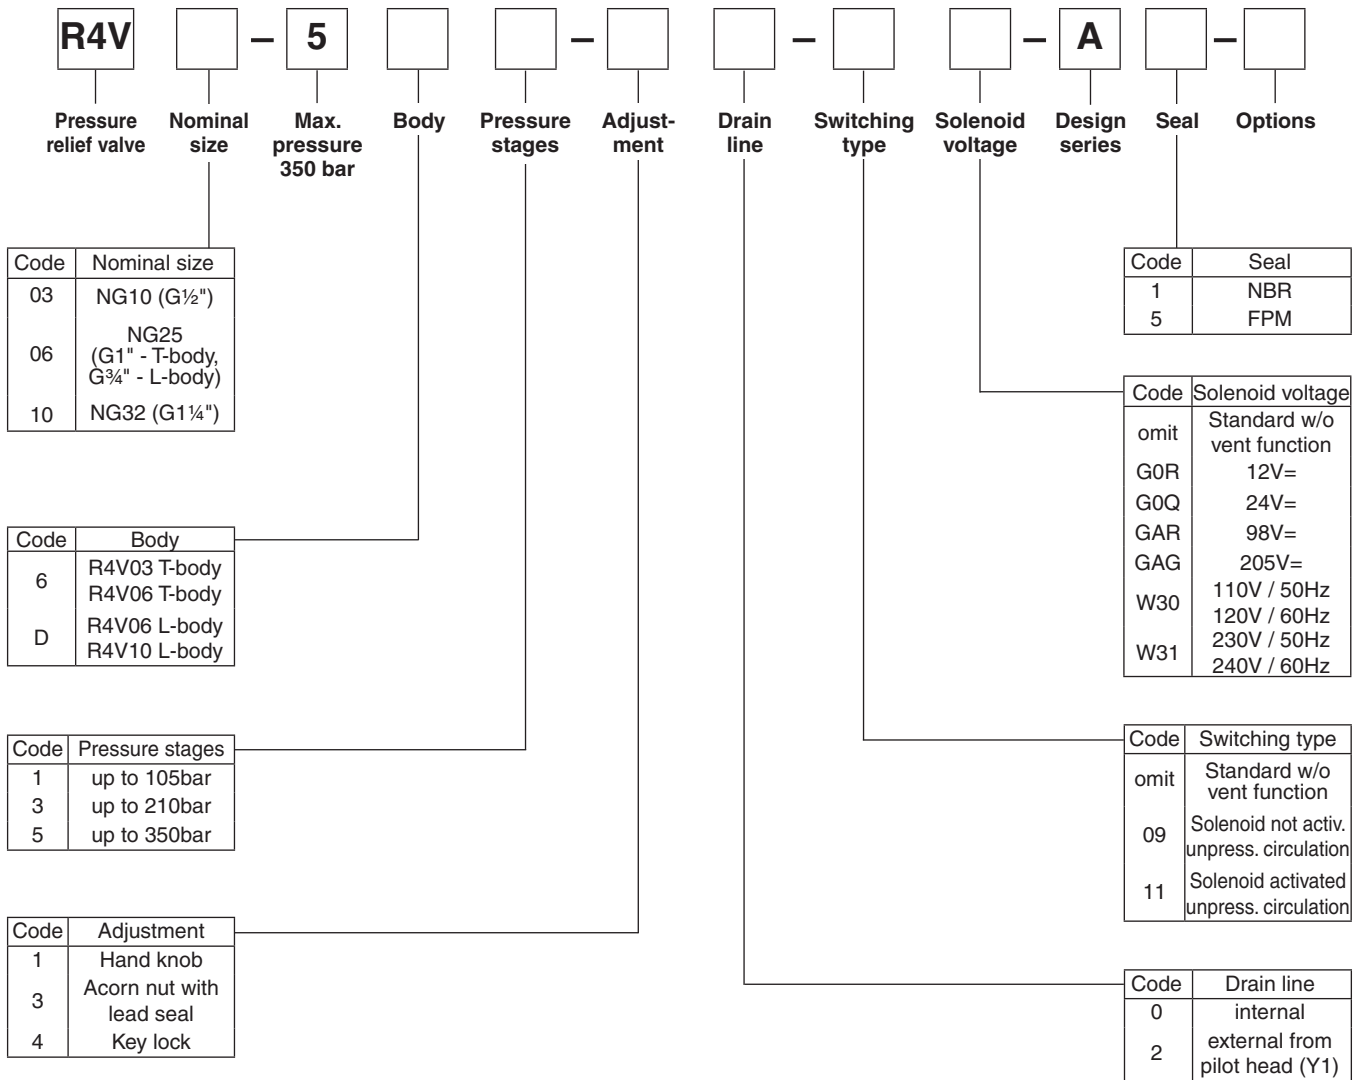 R4V – 5 – – – A –
Pressure relief valve
Nominal size
Max. pressure 350 bar
Body
Pressure stages
Adjust-ment
Drain line
Switching type
Solenoid voltage
Design series
Seal
Options
Code Nominal size
03 NG10 (G½")
06 NG25
(G1" - T-body,
G¾" - L-body)
10 NG32 (G1¼")
Code Body
6 R4V03 T-body
R4V06 T-body
D R4V06 L-body
R4V10 L-body
Code Pressure stages
1 up to 105bar
3 up to 210bar
5 up to 350bar
Code Adjustment
1 Hand knob
3 Acorn nut with
lead seal
4 Key lock
Code Seal
1 NBR
5 FPM
Code Solenoid voltage
omit Standard w/o
vent function
G0R 12V=
G0Q 24V=
GAR 98V=
GAG 205V=
W30 110V / 50Hz
120V / 60Hz
W31 230V / 50Hz
240V / 60Hz
Code Switching type
omit Standard w/o
vent function
09 Solenoid not activ.
unpress. circulation
11 Solenoid activated
unpress. circulation
Code Drain line
0 internal
2 external from
pilot head (Y1)